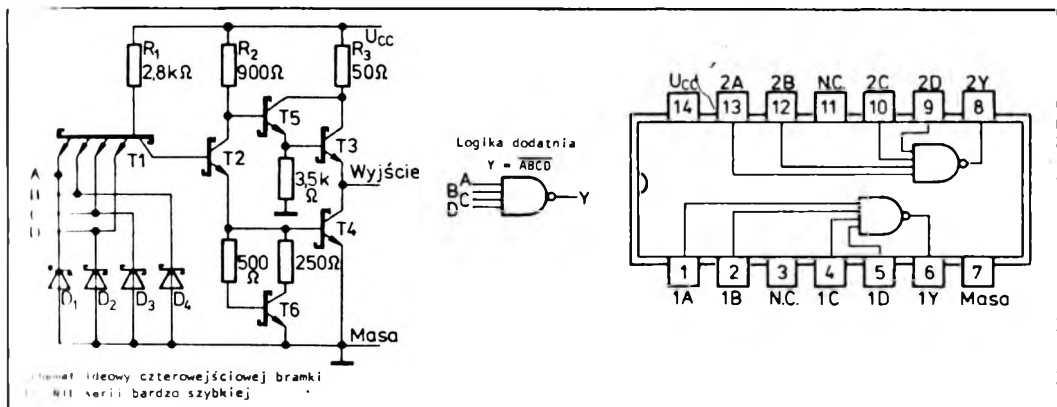 UCC
R1
2,8kΩ
R2
900Ω
R3
50Ω
T5
T1
T2
T3
A
3,5k
Ω
Wyjście
T4
500
Ω
250Ω
D1
D2
D3
D4
T6
Masa
ideowy czterowejściowej bramki
serii bardzo szybkiej
Logika dodatnia
Y = ABCD
A
B
C
D
Y
Ucc 2A 2B N.C. 2C 2D 2Y
14 13 12 11 10 9 8
1 2 3 4 5 6 7
1A 1B N.C. 1C 1D 1Y Masa